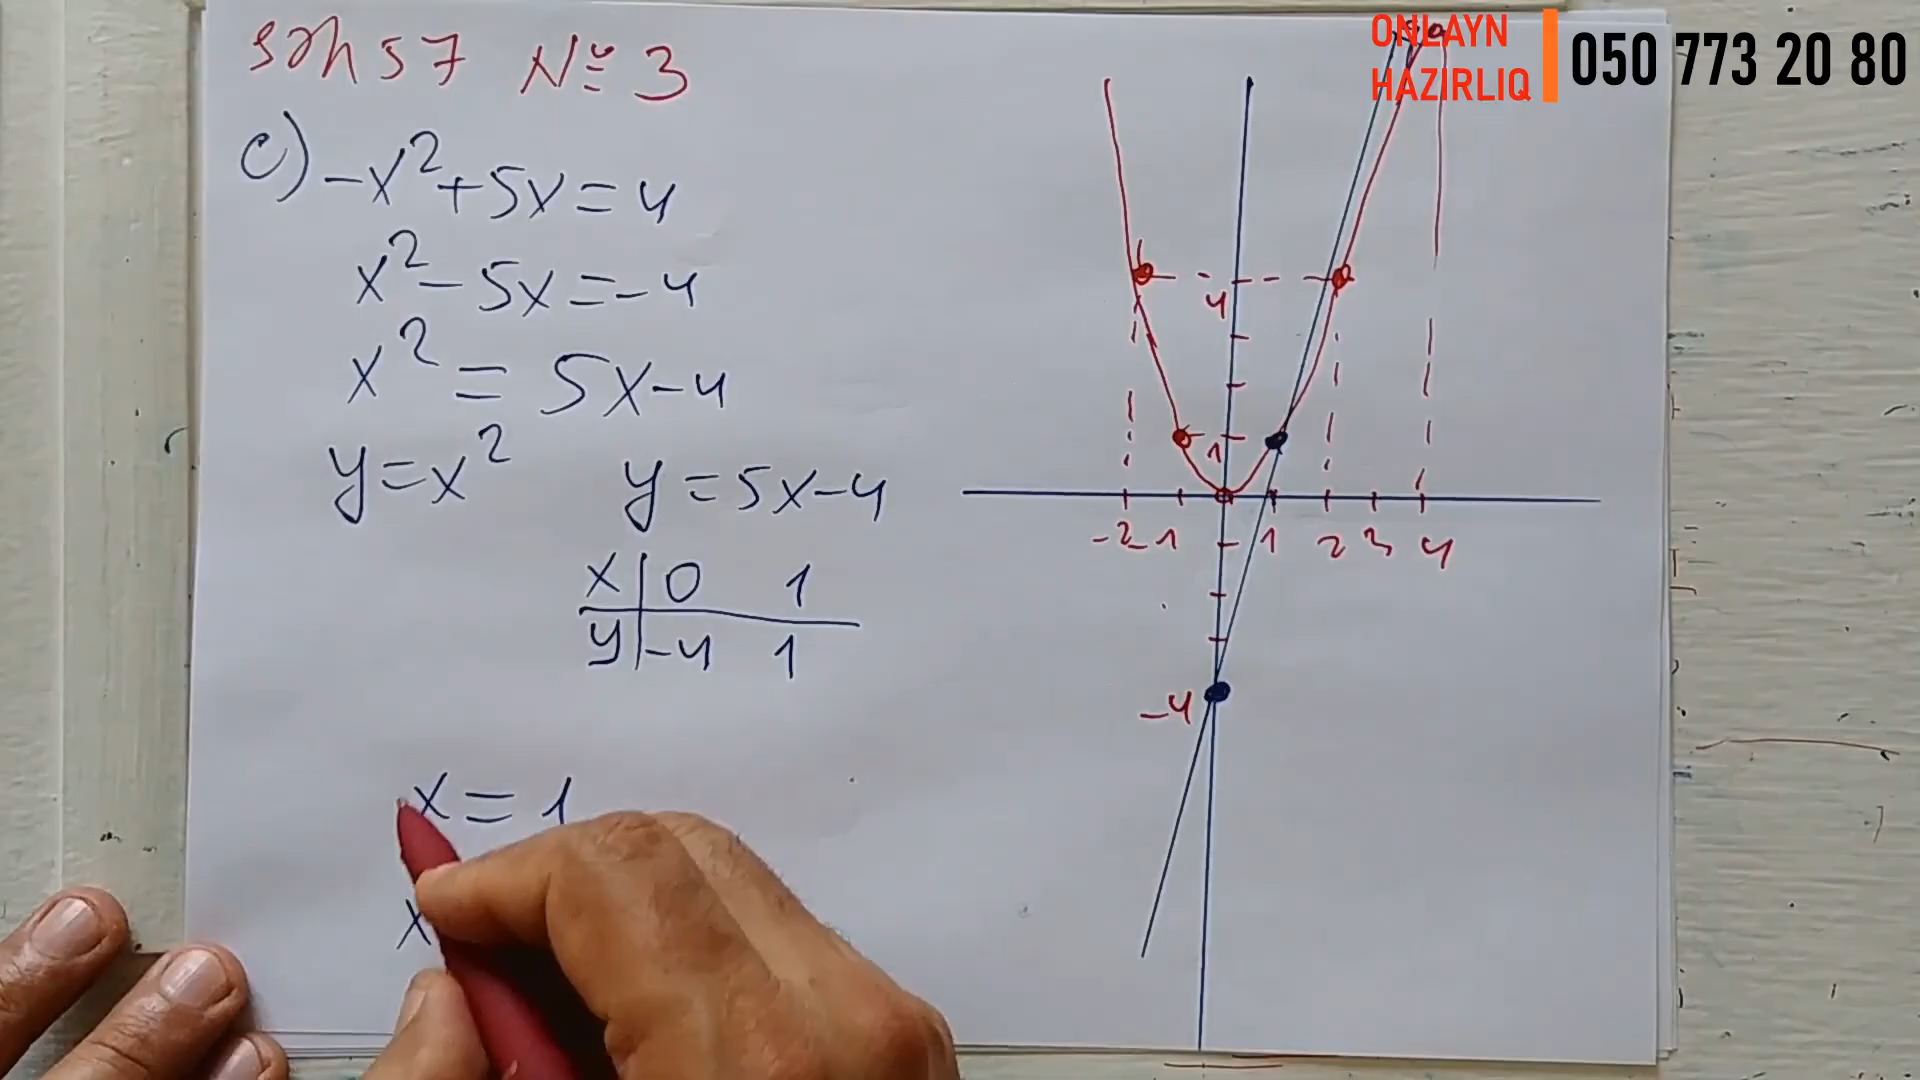 səh 57 № 3
c) -x² + 5x = 4
x² - 5x = -4
x² = 5x - 4
y = x² y = 5x - 4
x | 0 1
y | -4 1
x = 1
x
4
1
-2 -1 1 2 3 4
-4
ONLAYN
HAZIRLIQ
050 773 20 80